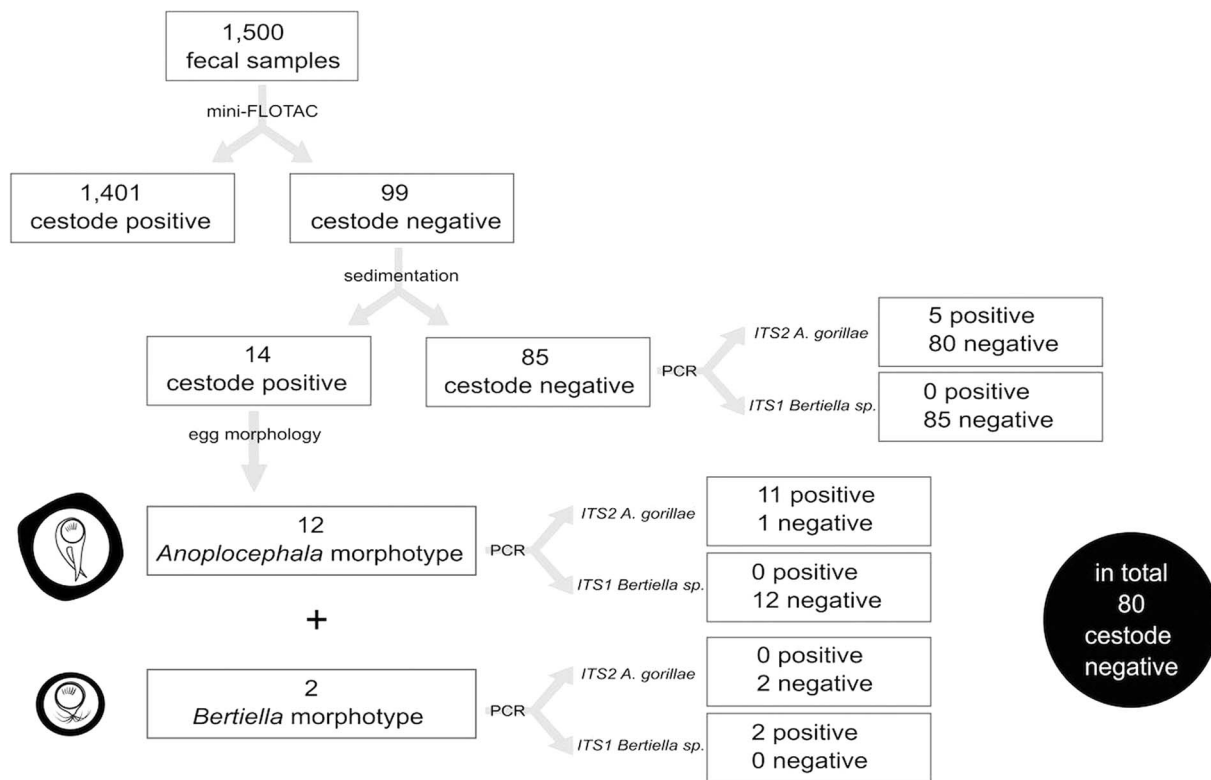 1,500
fecal samples
mini-FLOTAC
1,401
cestode positive
99
cestode negative
sedimentation
14
cestode positive
85
cestode negative
PCR
ITS2 A. gorillae
5 positive
80 negative
ITS1 Bertiella sp.
0 positive
85 negative
egg morphology
12
Anoplocephala morphotype
PCR
ITS2 A. gorillae
11 positive
1 negative
ITS1 Bertiella sp.
0 positive
12 negative
+
2
Bertiella morphotype
PCR
ITS2 A. gorillae
0 positive
2 negative
ITS1 Bertiella sp.
2 positive
0 negative
in total
80
cestode
negative